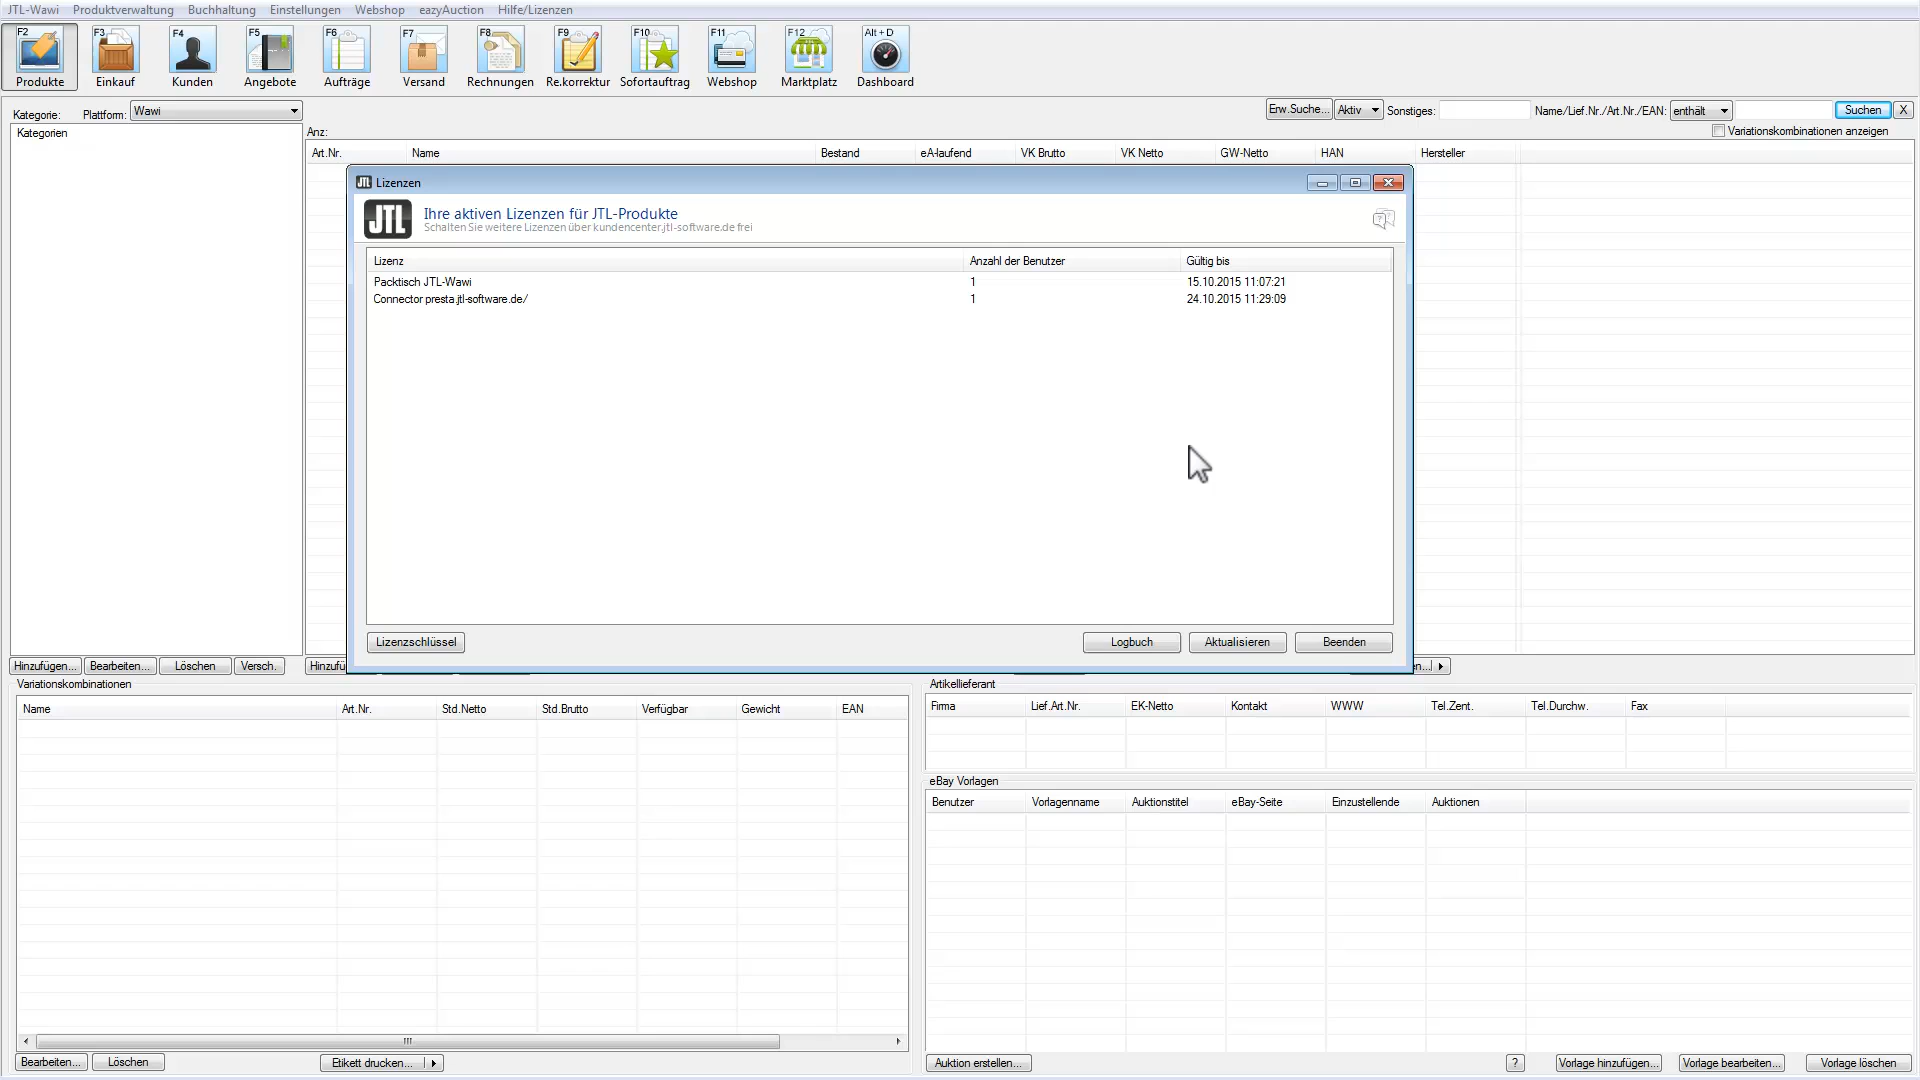 JTL-Wawi Produktverwaltung Buchhaltung Einstellungen Webshop eazyAuction Hilfe/Lizenzen
F2 F3 F4 F5 F6 F7 F8 F9 F10 F11 F12 Alt + D
Produkte Einkauf Kunden Angebote Aufträge Versand Rechnungen Re.korrektur Sofortauftrag Webshop Marktplatz Dashboard
Kategorie: Plattform: Wawi Erw.Suche... Aktiv Sonstiges: Name/Lief.Nr./Art.Nr./EAN: enthält Suchen X
Kategorien Anz: Variationskombinationen anzeigen
Art.Nr. Name Bestand eA-laufend VK Brutto VK Netto GW-Netto HAN Hersteller
JTL Lizenzen
JTL
Ihre aktiven Lizenzen für JTL-Produkte
Schalten Sie weitere Lizenzen über kundencenter.jtl-software.de frei
Lizenz Anzahl der Benutzer Gültig bis
Packtisch JTL-Wawi 1 15.10.2015 11:07:21
Connector presta.jtl-software.de/ 1 24.10.2015 11:29:09
Lizenzschlüssel Logbuch Aktualisieren Beenden
Hinzufügen... Bearbeiten... Löschen Versch. Hinzufü en...
Variationskombinationen
Name Art.Nr. Std.Netto Std.Brutto Verfügbar Gewicht EAN
Bearbeiten... Löschen Etikett drucken...
Artikellieferant
Firma Lief.Art.Nr. EK-Netto Kontakt WWW Tel.Zent. Tel.Durchw. Fax
eBay Vorlagen
Benutzer Vorlagenname Auktionstitel eBay-Seite Einzustellende Auktionen
Auktion erstellen... ? Vorlage hinzufügen... Vorlage bearbeiten... Vorlage löschen